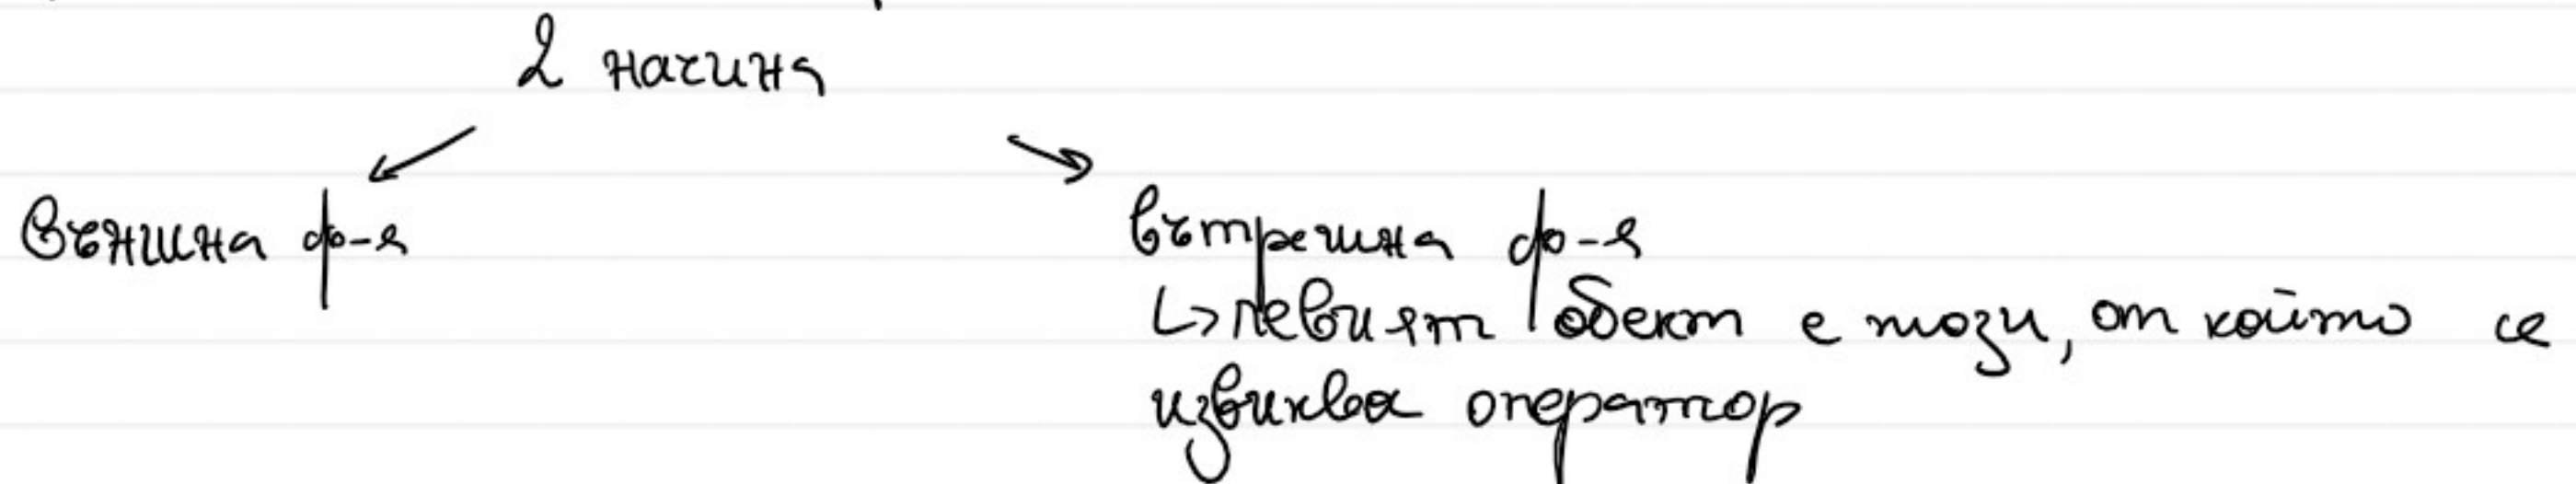 2 начина
Външна ф-я
вътрешна ф-я
↳ левият обект е този, от който се
извиква оператор